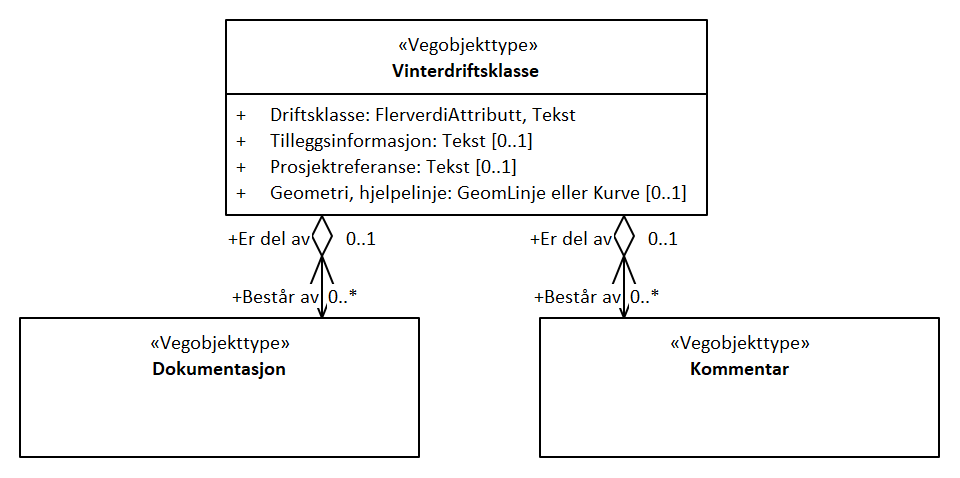 «Vegobjekttype»
Vinterdriftsklasse
+ Driftsklasse: FlerverdiAttributt, Tekst
+ Tilleggsinformasjon: Tekst [0..1]
+ Prosjektreferanse: Tekst [0..1]
+ Geometri, hjelpelinje: GeomLinje eller Kurve [0..1]
+Er del av 0..1
+Er del av 0..1
+Består av 0..*
+Består av 0..*
«Vegobjekttype»
Dokumentasjon
«Vegobjekttype»
Kommentar